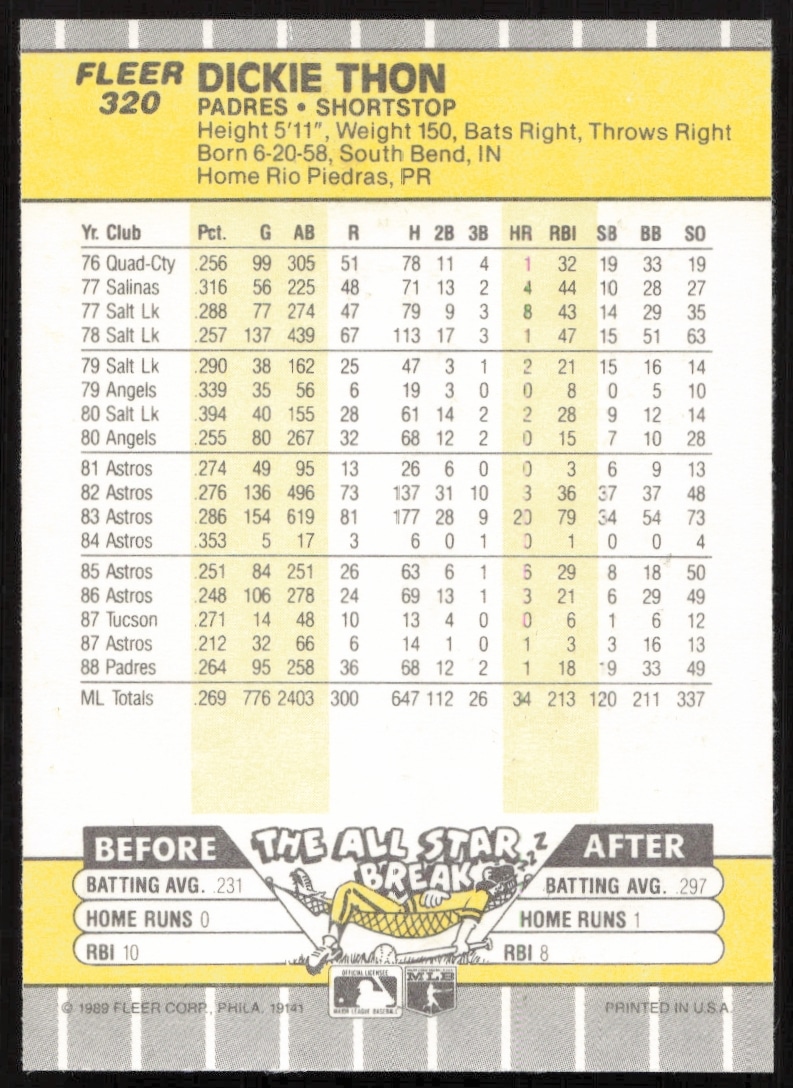 FLEER DICKIE THON
320 PADRES • SHORTSTOP
Height 5'11", Weight 150, Bats Right, Throws Right
Born 6-20-58, South Bend, IN
Home Rio Piedras, PR
Yr. Club Pct. G AB R H 2B 3B HR RBI SB BB SO
76 Quad-Cty .256 99 305 51 78 11 4 1 32 19 33 19
77 Salinas .316 56 225 48 71 13 2 4 44 10 28 27
77 Salt Lk .288 77 274 47 79 9 3 8 43 14 29 35
78 Salt Lk .257 137 439 67 113 17 3 1 47 15 51 63
79 Salt Lk .290 38 162 25 47 3 1 2 21 15 16 14
79 Angels .339 35 56 6 19 3 0 0 8 0 5 10
80 Salt Lk .394 40 155 28 61 14 2 2 28 9 12 14
80 Angels .255 80 267 32 68 12 2 0 15 7 10 28
81 Astros .274 49 95 13 26 6 0 0 3 6 9 13
82 Astros .276 136 496 73 137 31 10 3 36 37 37 48
83 Astros .286 154 619 81 177 28 9 20 79 34 54 73
84 Astros .353 5 17 3 6 0 1 0 1 0 0 4
85 Astros .251 84 251 26 63 6 1 6 29 8 18 50
86 Astros .248 106 278 24 69 13 1 3 21 6 29 49
87 Tucson .271 14 48 10 13 4 0 0 6 1 6 12
87 Astros .212 32 66 6 14 1 0 1 3 3 16 13
88 Padres .264 95 258 36 68 12 2 1 18 19 33 49
ML Totals .269 776 2403 300 647 112 26 34 213 120 211 337
THE ALL STAR
BREAK
ZZZZ
BEFORE
BATTING AVG. .231
HOME RUNS 0
RBI 10
AFTER
BATTING AVG. .297
HOME RUNS 1
RBI 8
OFFICIAL LICENSEE
MAJOR LEAGUE BASEBALL
MLB
© 1989 FLEER CORP., PHILA. 19141 PRINTED IN U.S.A.